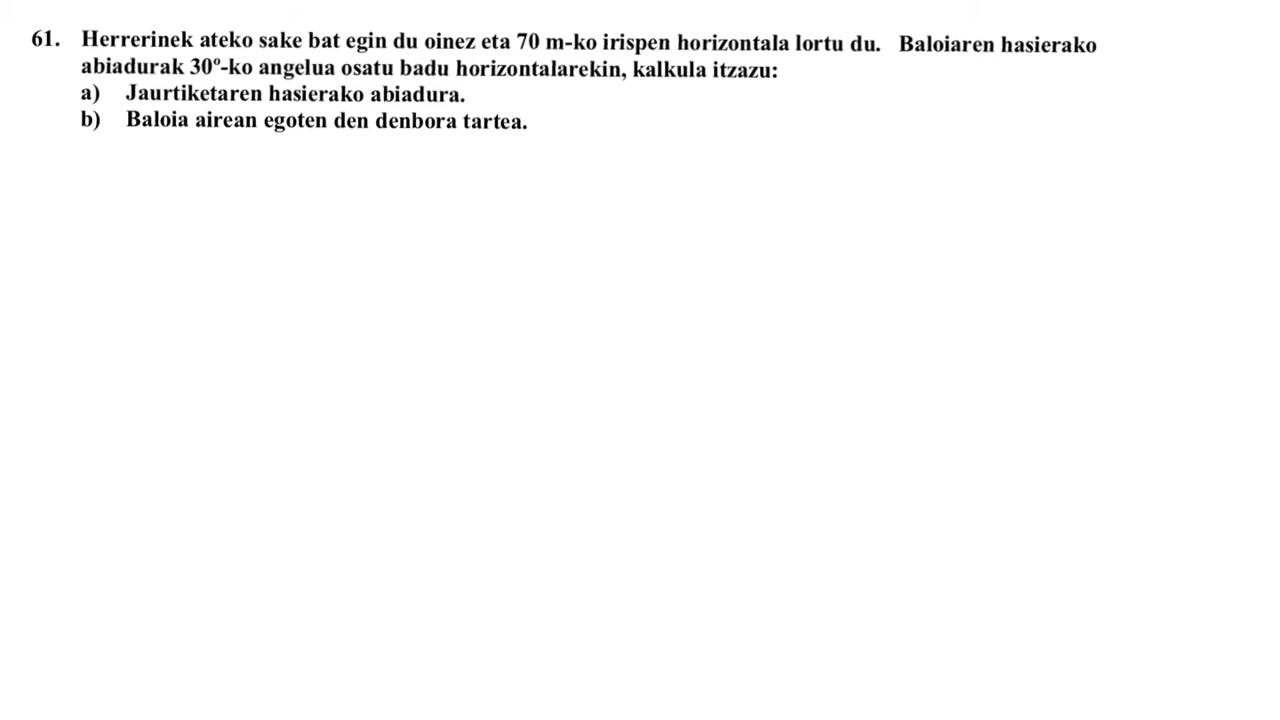 61. Herrerinek ateko sake bat egin du oinez eta 70 m-ko irispen horizontala lortu du. Baloiaren hasierako
abiadurak 30º-ko angelua osatu badu horizontalarekin, kalkula itzazu:
a) Jaurtiketaren hasierako abiadura.
b) Baloia airean egoten den denbora tartea.